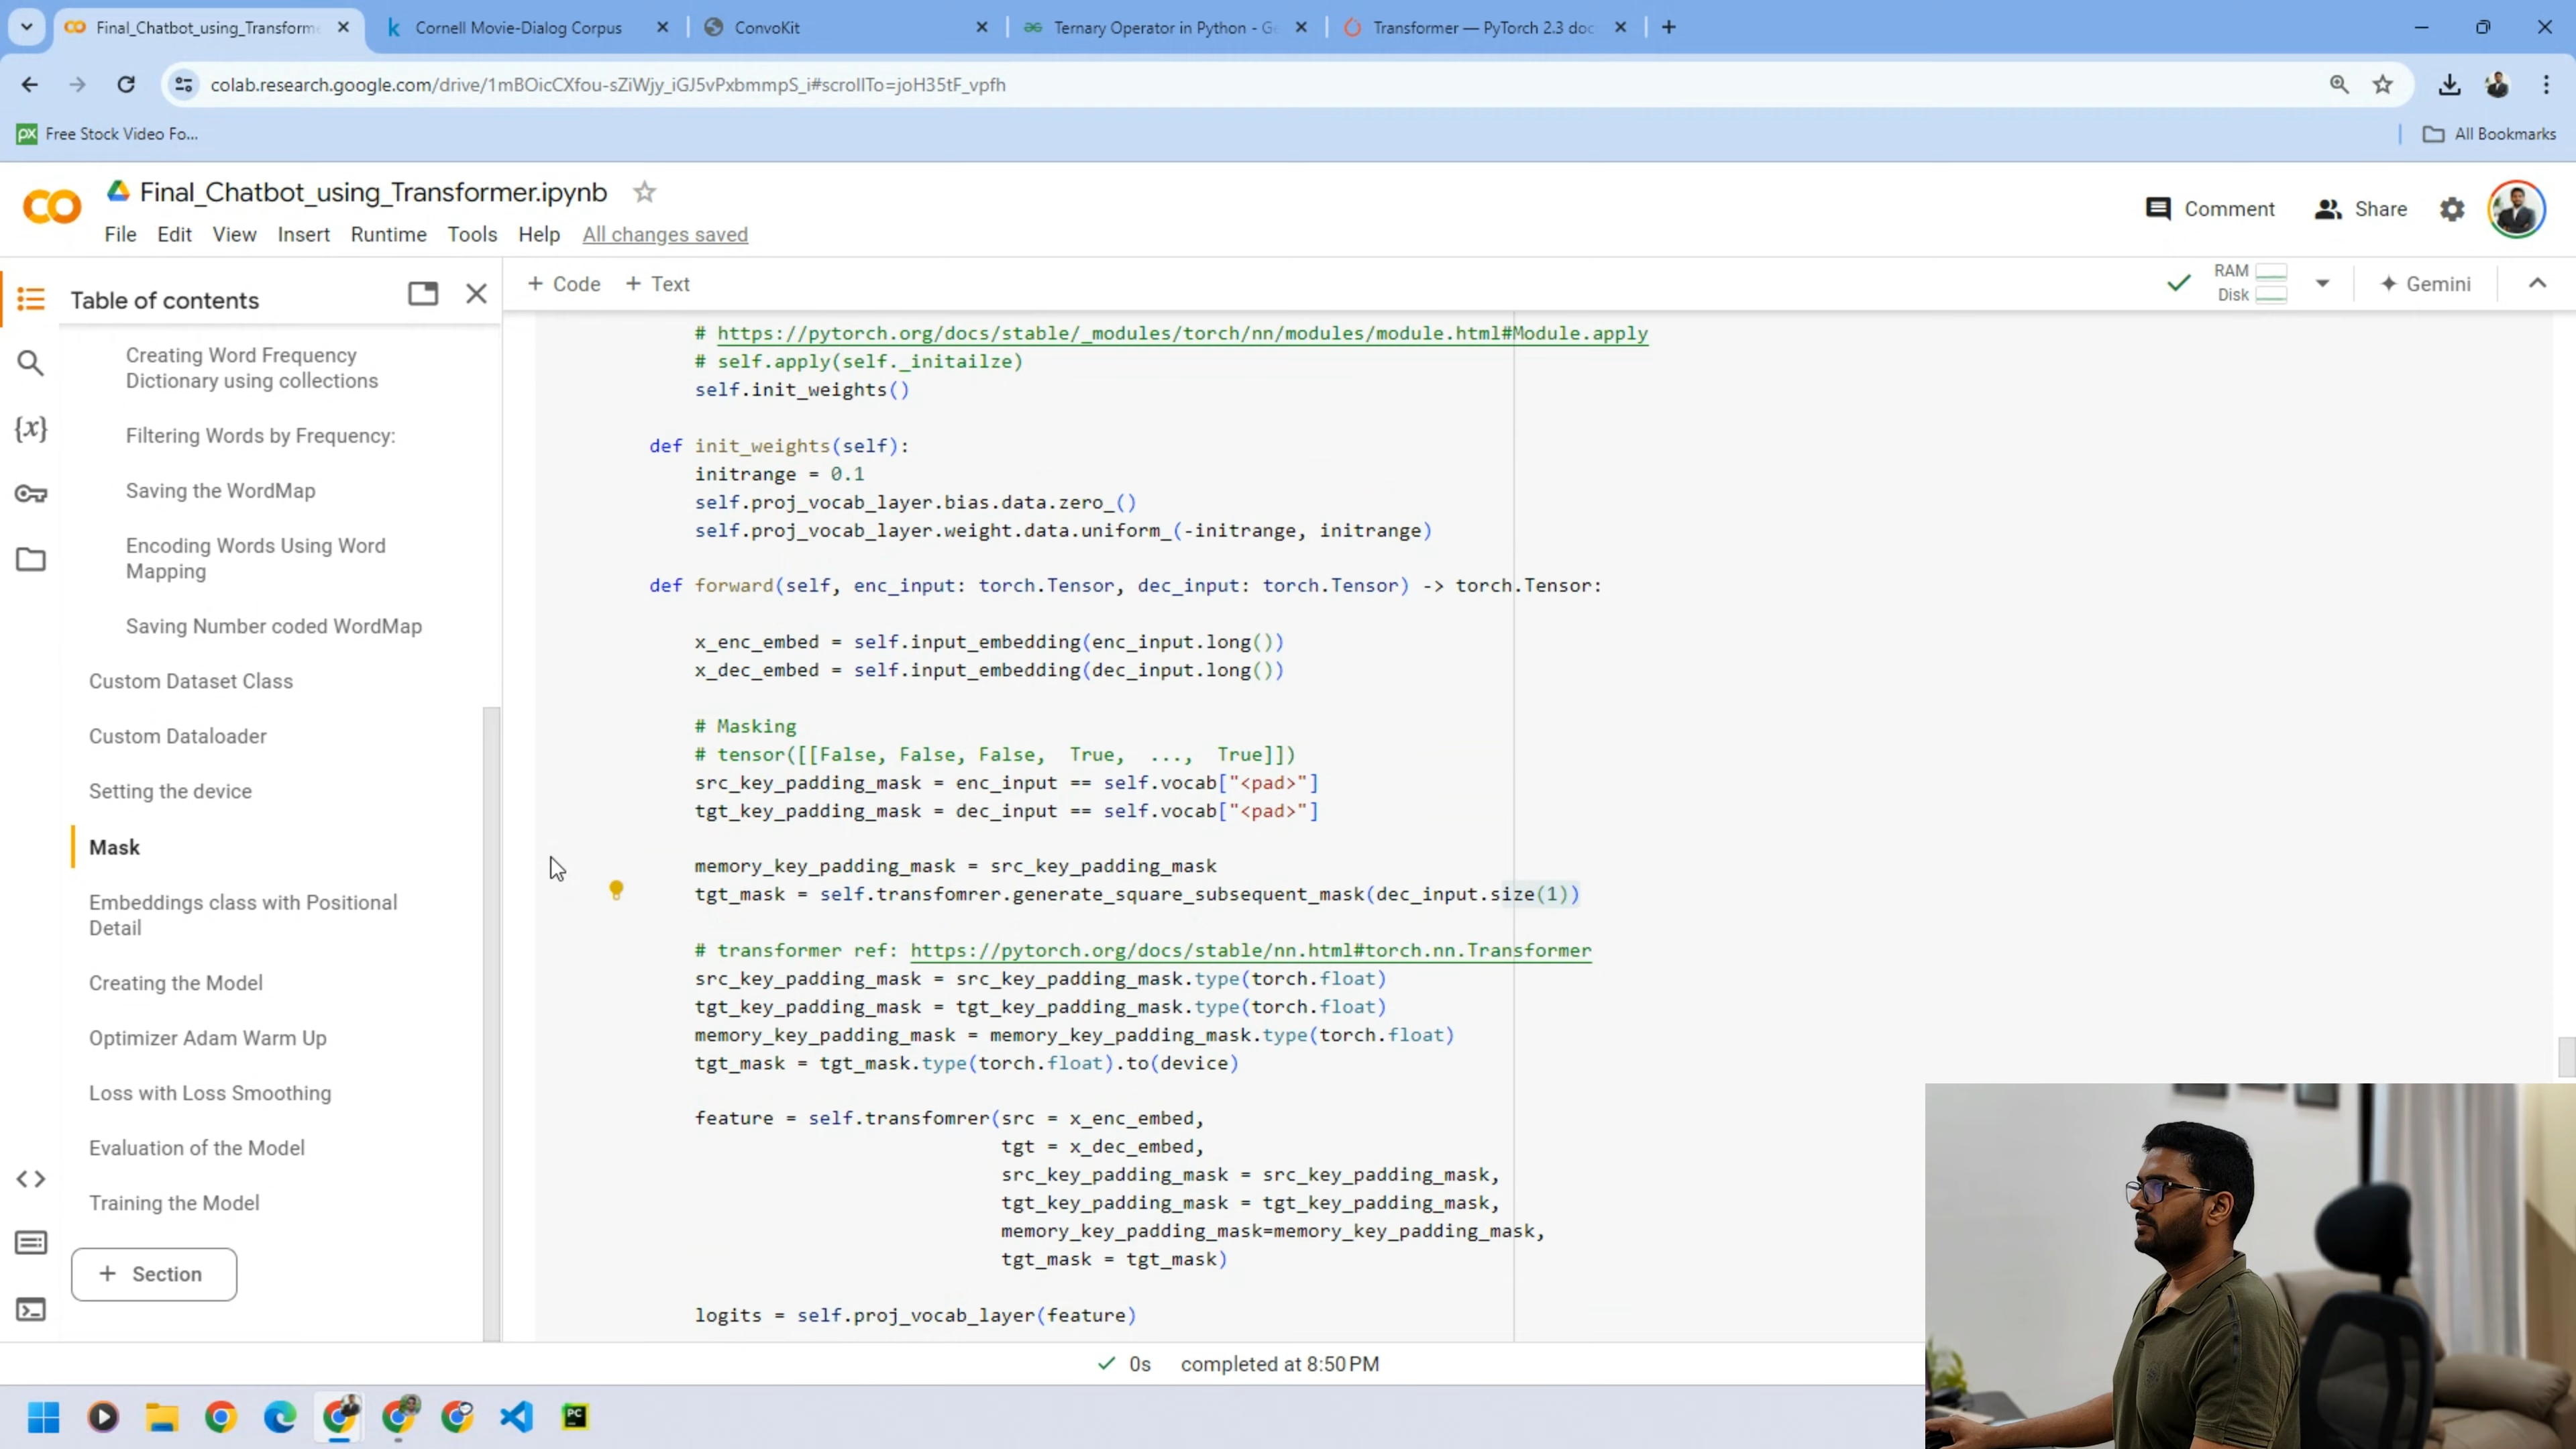 Final_Chatbot_using_Transforme
Cornell Movie-Dialog Corpus
ConvoKit
Ternary Operator in Python - Ge
Transformer — PyTorch 2.3 doc
colab.research.google.com/drive/1mBOicCXfou-sZiWjy_iGJ5vPxbmmpS_i#scrollTo=joH35tF_vpfh
px Free Stock Video Fo...
All Bookmarks
Final_Chatbot_using_Transformer.ipynb
File Edit View Insert Runtime Tools Help All changes saved
Comment
Share
Table of contents
+ Code + Text
RAM
Disk
Gemini
Creating Word Frequency
Dictionary using collections
Filtering Words by Frequency:
Saving the WordMap
Encoding Words Using Word
Mapping
Saving Number coded WordMap
Custom Dataset Class
Custom Dataloader
Setting the device
Mask
Embeddings class with Positional
Detail
Creating the Model
Optimizer Adam Warm Up
Loss with Loss Smoothing
Evaluation of the Model
Training the Model
+ Section
# https://pytorch.org/docs/stable/_modules/torch/nn/modules/module.html#Module.apply
# self.apply(self._initailze)
self.init_weights()
def init_weights(self):
initrange = 0.1
self.proj_vocab_layer.bias.data.zero_()
self.proj_vocab_layer.weight.data.uniform_(-initrange, initrange)
def forward(self, enc_input: torch.Tensor, dec_input: torch.Tensor) -> torch.Tensor:
x_enc_embed = self.input_embedding(enc_input.long())
x_dec_embed = self.input_embedding(dec_input.long())
# Masking
# tensor([[False, False, False, True, ..., True]])
src_key_padding_mask = enc_input == self.vocab["<pad>"]
tgt_key_padding_mask = dec_input == self.vocab["<pad>"]
memory_key_padding_mask = src_key_padding_mask
tgt_mask = self.transfomrer.generate_square_subsequent_mask(dec_input.size(1))
# transformer ref: https://pytorch.org/docs/stable/nn.html#torch.nn.Transformer
src_key_padding_mask = src_key_padding_mask.type(torch.float)
tgt_key_padding_mask = tgt_key_padding_mask.type(torch.float)
memory_key_padding_mask = memory_key_padding_mask.type(torch.float)
tgt_mask = tgt_mask.type(torch.float).to(device)
feature = self.transfomrer(src = x_enc_embed,
tgt = x_dec_embed,
src_key_padding_mask = src_key_padding_mask,
tgt_key_padding_mask = tgt_key_padding_mask,
memory_key_padding_mask=memory_key_padding_mask,
tgt_mask = tgt_mask)
logits = self.proj_vocab_layer(feature)
0s completed at 8:50 PM